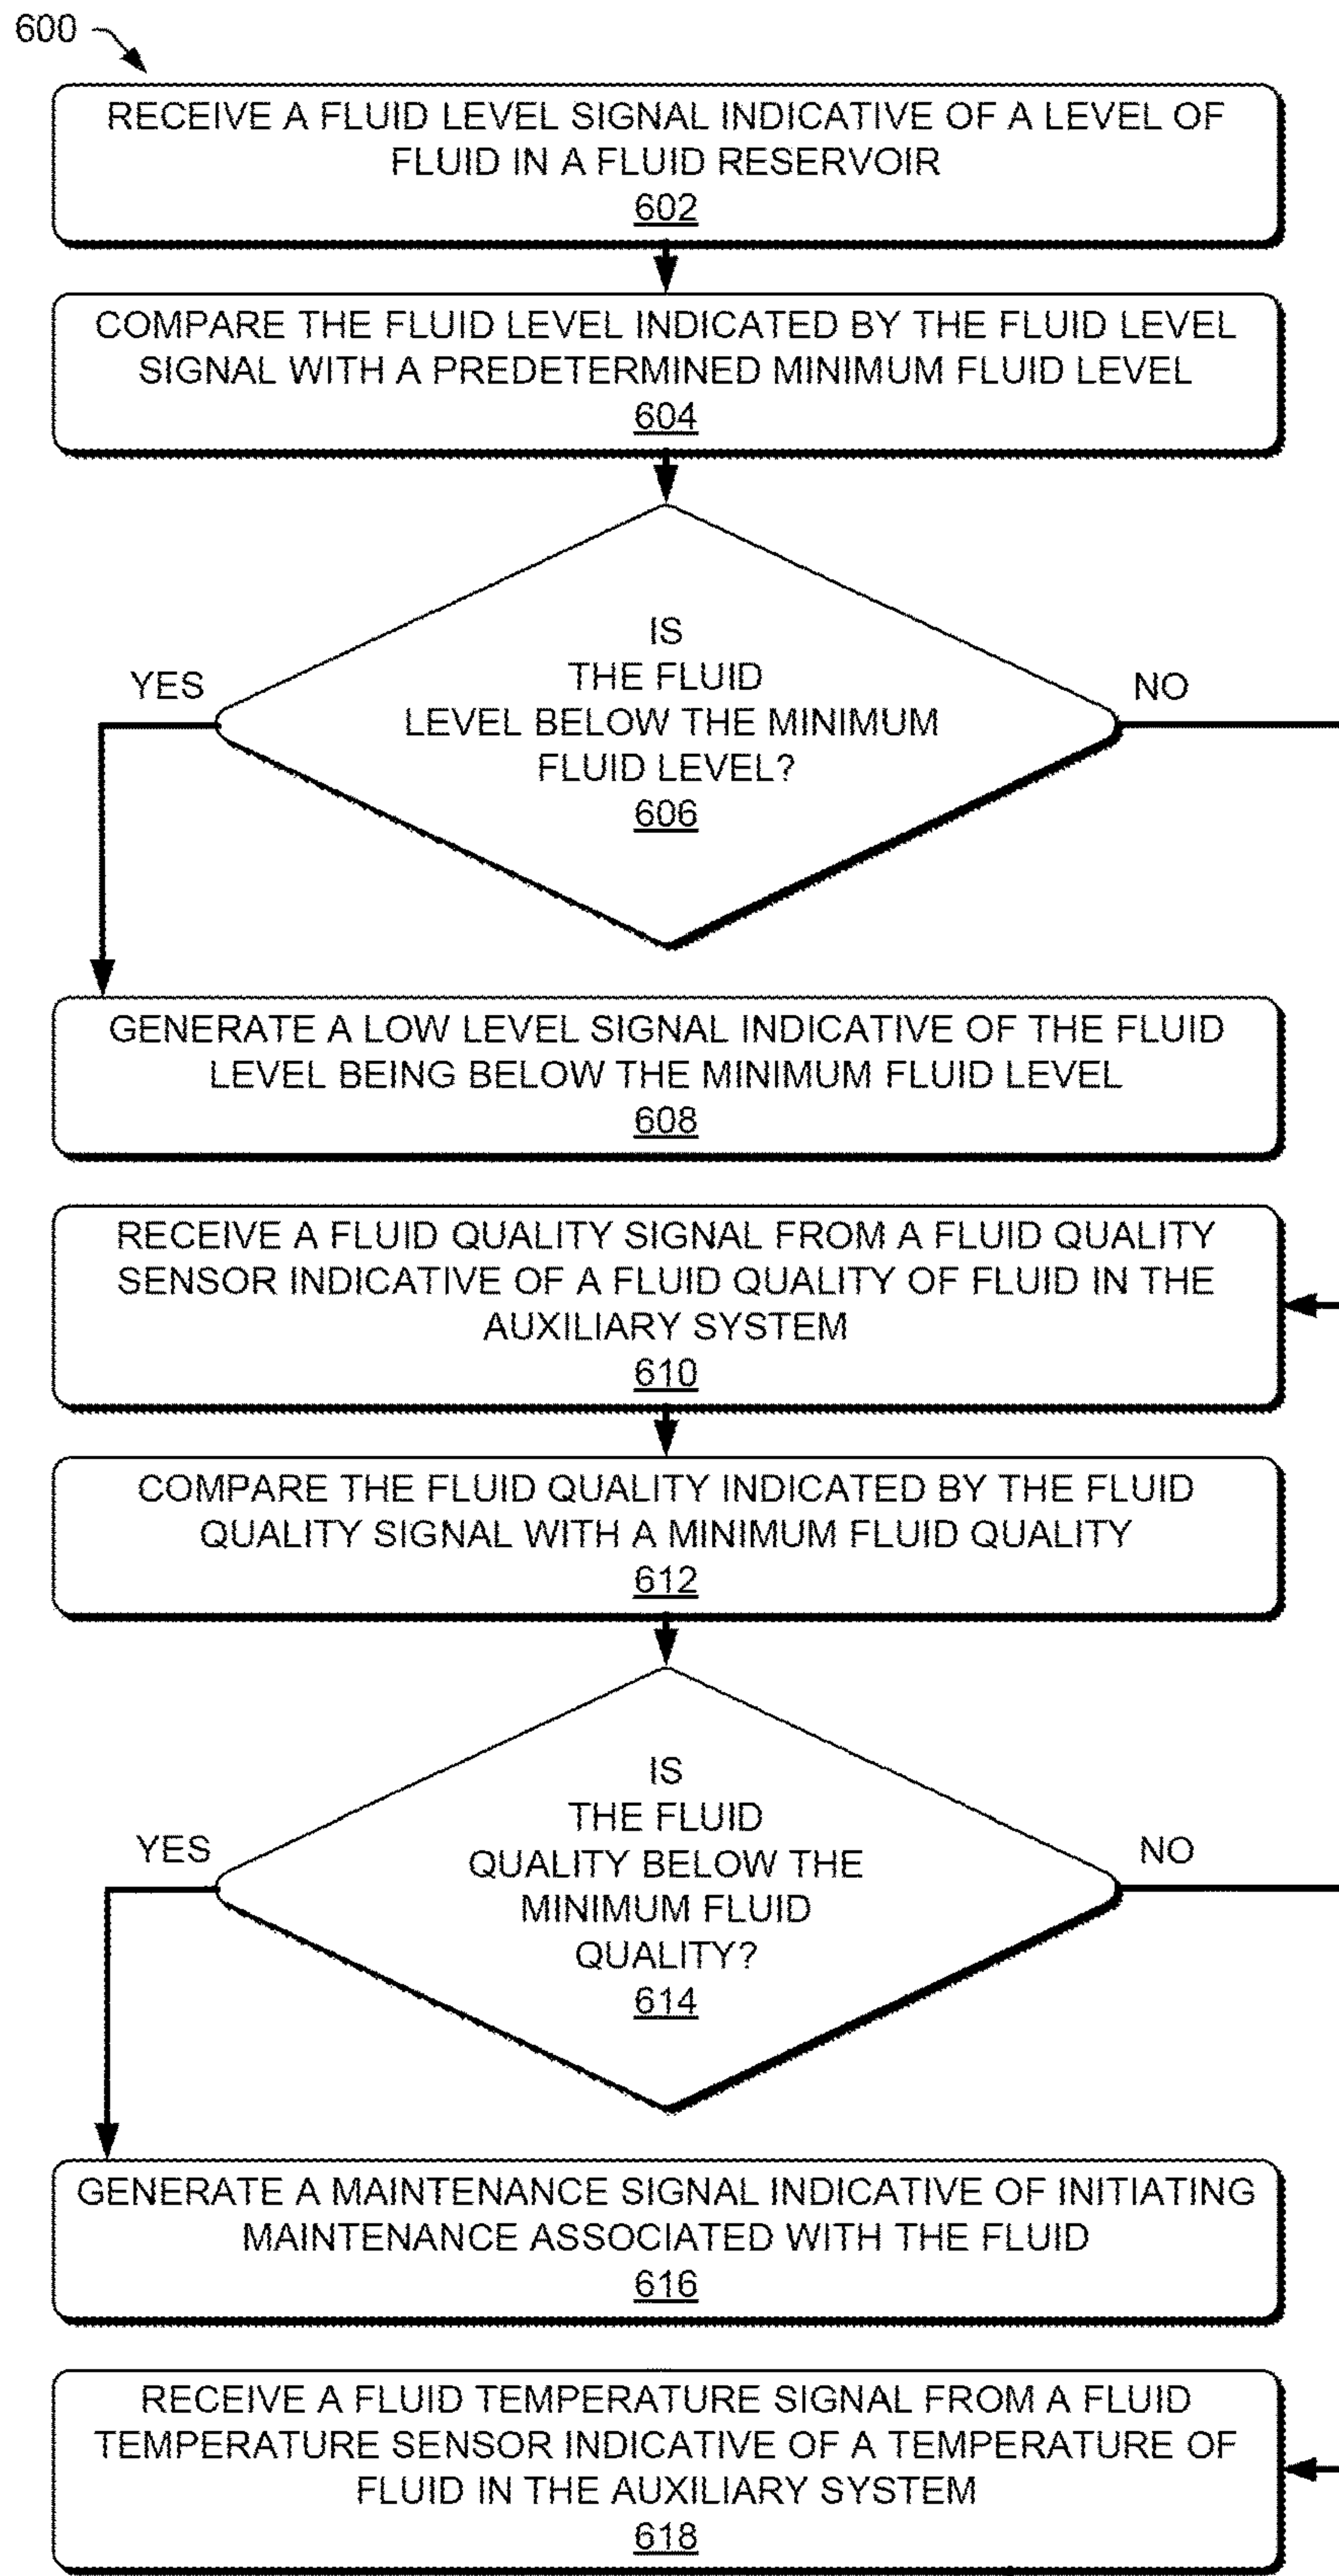 600
RECEIVE A FLUID LEVEL SIGNAL INDICATIVE OF A LEVEL OF
FLUID IN A FLUID RESERVOIR
602
COMPARE THE FLUID LEVEL INDICATED BY THE FLUID LEVEL
SIGNAL WITH A PREDETERMINED MINIMUM FLUID LEVEL
604
IS
THE FLUID
LEVEL BELOW THE MINIMUM
FLUID LEVEL?
606
YES
NO
GENERATE A LOW LEVEL SIGNAL INDICATIVE OF THE FLUID
LEVEL BEING BELOW THE MINIMUM FLUID LEVEL
608
RECEIVE A FLUID QUALITY SIGNAL FROM A FLUID QUALITY
SENSOR INDICATIVE OF A FLUID QUALITY OF FLUID IN THE
AUXILIARY SYSTEM
610
COMPARE THE FLUID QUALITY INDICATED BY THE FLUID
QUALITY SIGNAL WITH A MINIMUM FLUID QUALITY
612
IS
THE FLUID
QUALITY BELOW THE
MINIMUM FLUID
QUALITY?
614
YES
NO
GENERATE A MAINTENANCE SIGNAL INDICATIVE OF INITIATING
MAINTENANCE ASSOCIATED WITH THE FLUID
616
RECEIVE A FLUID TEMPERATURE SIGNAL FROM A FLUID
TEMPERATURE SENSOR INDICATIVE OF A TEMPERATURE OF
FLUID IN THE AUXILIARY SYSTEM
618